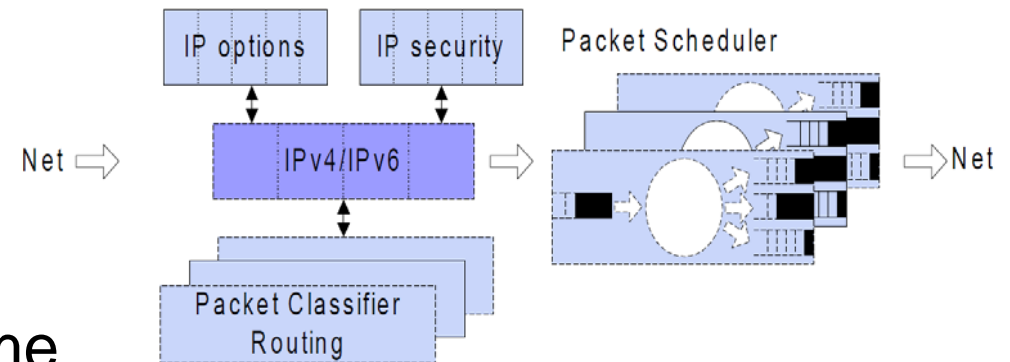 IP options
IP security
Packet Scheduler
Net
IPv4/IPv6
Net
Packet Classifier
Routing